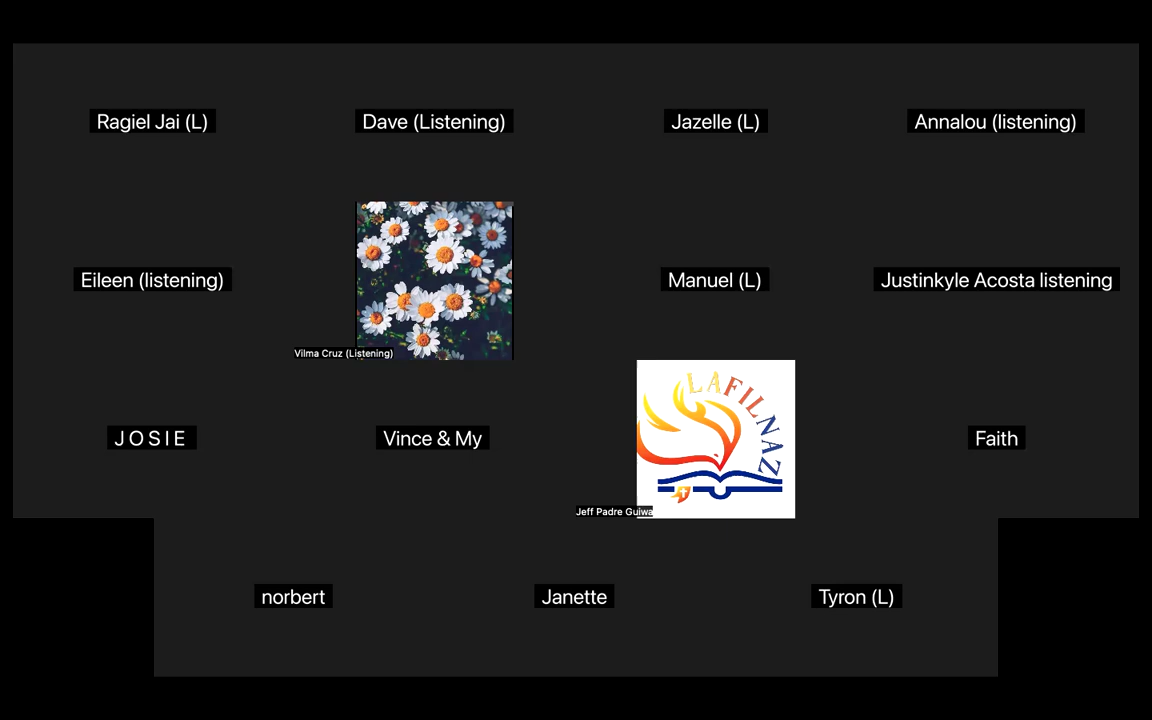 Ragiel Jai (L)
Dave (Listening)
Jazelle (L)
Annalou (listening)
Eileen (listening)
Vilma Cruz (Listening)
Manuel (L)
Justinkyle Acosta listening
J O S I E
Vince & My
LAFILNAZ
Jeff Padre Guiwa
Faith
norbert
Janette
Tyron (L)